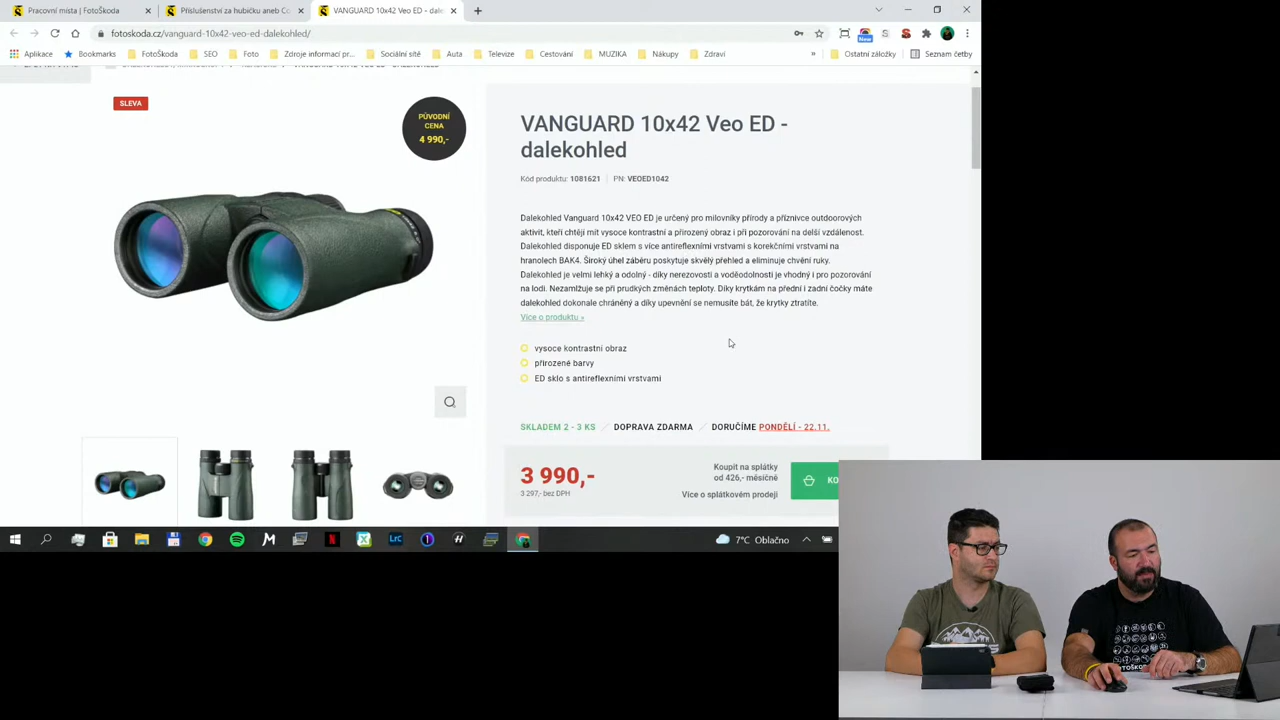 Pracovní místa | FotoŠkoda
Příslušenství za hubičku aneb Co
VANGUARD 10x42 Veo ED - dale
fotoskoda.cz/vanguard-10x42-veo-ed-dalekohled/
New
Aplikace
Bookmarks
FotoŠkoda
SEO
Foto
Zdroje informací pr...
Sociální sítě
Auta
Televize
Cestování
MUZIKA
Nákupy
Zdraví
»
Ostatní záložky
Seznam četby
SLEVA
PŮVODNÍ
CENA
4 990,-
VANGUARD 10x42 Veo ED -
dalekohled
Kód produktu: 1081621 | PN: VEOED1042
Dalekohled Vanguard 10x42 VEO ED je určený pro milovníky přírody a příznivce outdoorových
aktivit, kteří chtějí mít vysoce kontrastní a přirozený obraz i při pozorování na delší vzdálenost.
Dalekohled disponuje ED sklem s více antireflexními vrstvami s korekčními vrstvami na
hranolech BAK4. Široký úhel záběru poskytuje skvělý přehled a eliminuje chvění ruky.
Dalekohled je velmi lehký a odolný - díky nerezovosti a voděodolnosti je vhodný i pro pozorování
na lodi. Nezamlžuje se při prudkých změnách teploty. Díky krytkám na přední i zadní čočky máte
dalekohled dokonale chráněný a díky upevnění se nemusíte bát, že krytky ztratíte.
Více o produktu »
vysoce kontrastní obraz
přirozené barvy
ED sklo s antireflexními vrstvami
SKLADEM 2 - 3 KS / DOPRAVA ZDARMA / DORUČÍME PONDĚLÍ - 22.11.
3 990,-
3 297,- bez DPH
Koupit na splátky
od 426,- měsíčně
Více o splátkovém prodeji
KO
LrC
7°C Oblačno